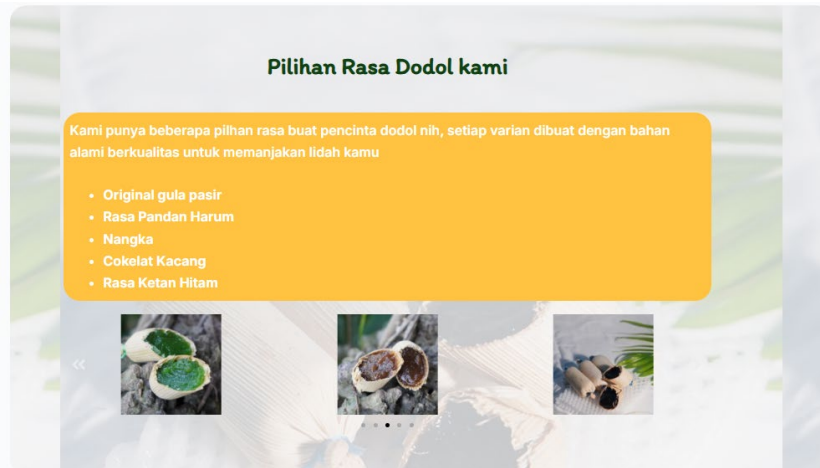 Pilihan Rasa Dodol kami
Kami punya beberapa pilhan rasa buat pencinta dodol nih, setiap varian dibuat dengan bahan
alami berkualitas untuk memanjakan lidah kamu
• Original gula pasir
• Rasa Pandan Harum
• Nangka
• Cokelat Kacang
• Rasa Ketan Hitam